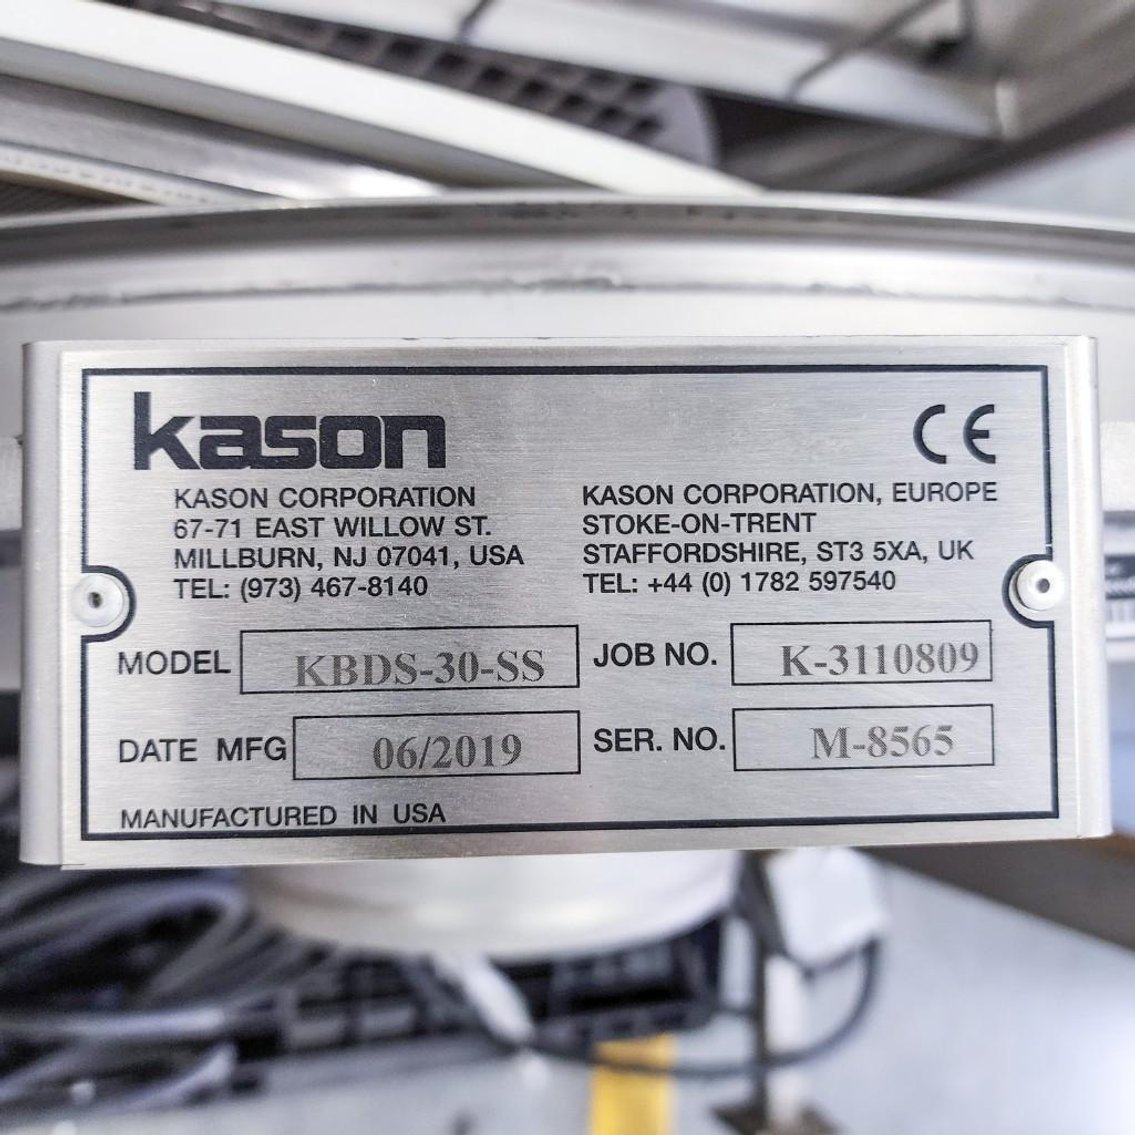 kason
CE
KASON CORPORATION
67-71 EAST WILLOW ST.
MILLBURN, NJ 07041, USA
TEL: (973) 467-8140
KASON CORPORATION, EUROPE
STOKE-ON-TRENT
STAFFORDSHIRE, ST3 5XA, UK
TEL: +44 (0) 1782 597540
MODEL KBDS-30-SS JOB NO. K-3110809
DATE MFG 06/2019 SER. NO. M-8565
MANUFACTURED IN USA